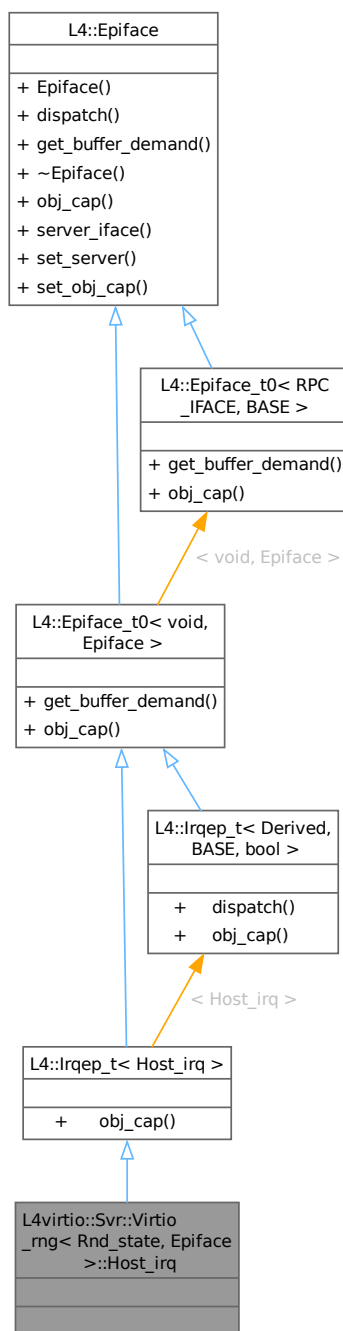 L4::Epiface
+ Epiface()
+ dispatch()
+ get_buffer_demand()
+ ~Epiface()
+ obj_cap()
+ server_iface()
+ set_server()
+ set_obj_cap()
L4::Epiface_t0< RPC
_IFACE, BASE >
+ get_buffer_demand()
+ obj_cap()
< void, Epiface >
L4::Epiface_t0< void,
Epiface >
+ get_buffer_demand()
+ obj_cap()
L4::Irqep_t< Derived,
BASE, bool >
+ dispatch()
+ obj_cap()
< Host_irq >
L4::Irqep_t< Host_irq >
+ obj_cap()
L4virtio::Svr::Virtio
_rng< Rnd_state, Epiface
>::Host_irq